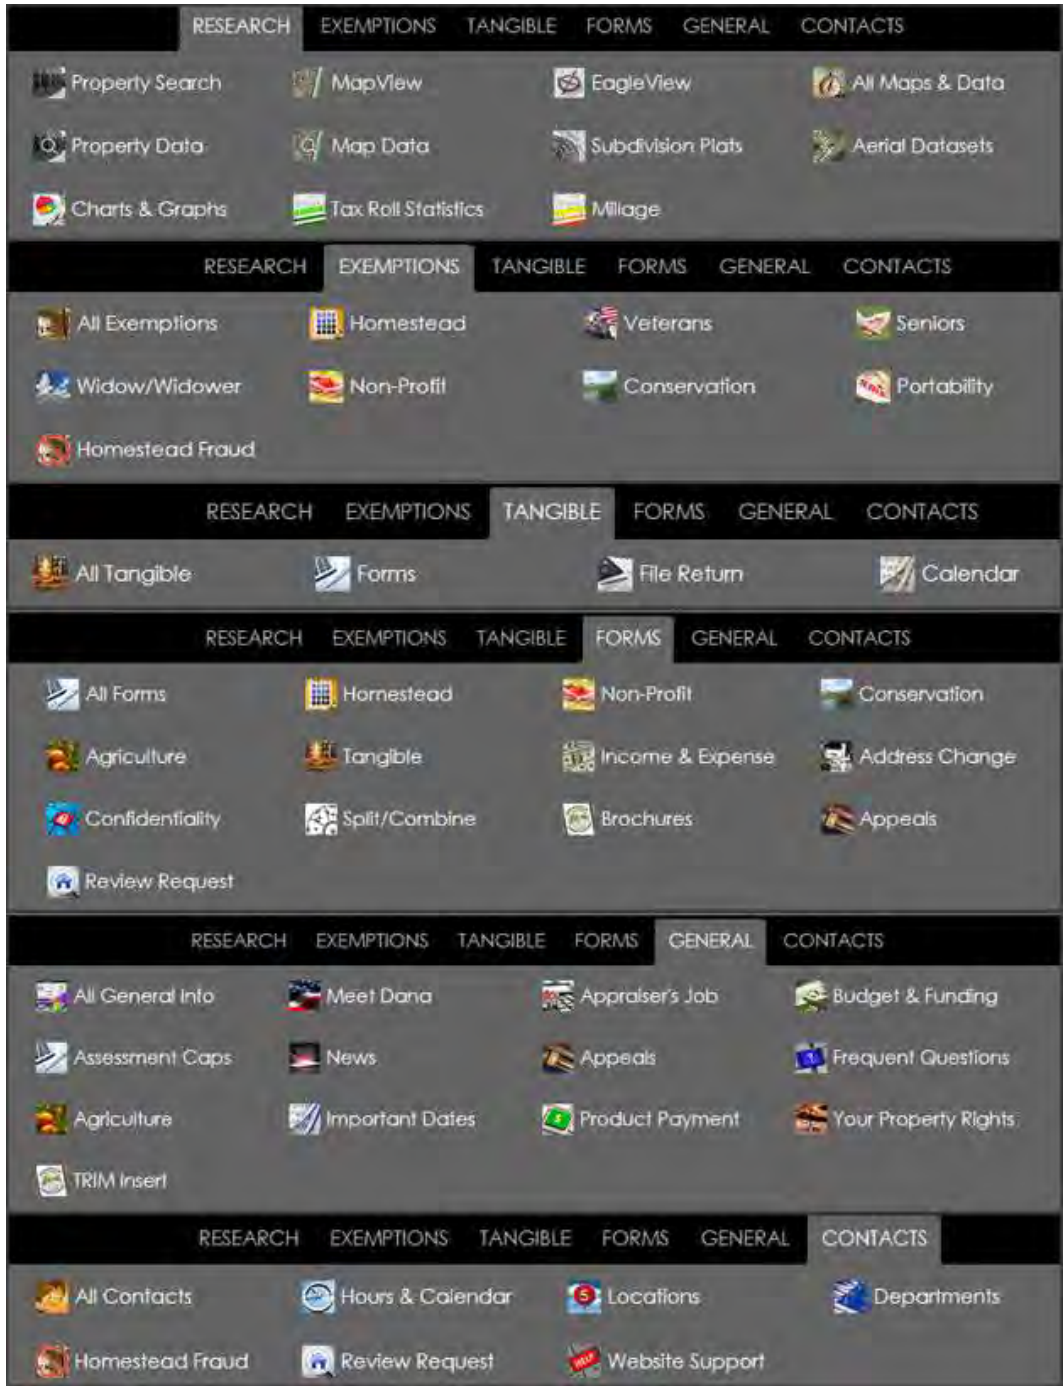 RESEARCH EXEMPTIONS TANGIBLE FORMS GENERAL CONTACTS
Property Search MapView EagleView All Maps & Data
Property Data Map Data Subdivision Plats Aerial Datasets
Charts & Graphs Tax Roll Statistics Millage
RESEARCH EXEMPTIONS TANGIBLE FORMS GENERAL CONTACTS
All Exemptions Homestead Veterans Seniors
Widow/Widower Non-Profit Conservation Portability
Homestead Fraud
RESEARCH EXEMPTIONS TANGIBLE FORMS GENERAL CONTACTS
All Tangible Forms File Return Calendar
RESEARCH EXEMPTIONS TANGIBLE FORMS GENERAL CONTACTS
All Forms Homestead Non-Profit Conservation
Agriculture Tangible Income & Expense Address Change
Confidentiality Split/Combine Brochures Appeals
Review Request
RESEARCH EXEMPTIONS TANGIBLE FORMS GENERAL CONTACTS
All General Info Meet Dana Appraiser's Job Budget & Funding
Assessment Caps News Appeals Frequent Questions
Agriculture Important Dates Product Payment Your Property Rights
TRIM Insert
RESEARCH EXEMPTIONS TANGIBLE FORMS GENERAL CONTACTS
All Contacts Hours & Calendar Locations Departments
Homestead Fraud Review Request Website Support